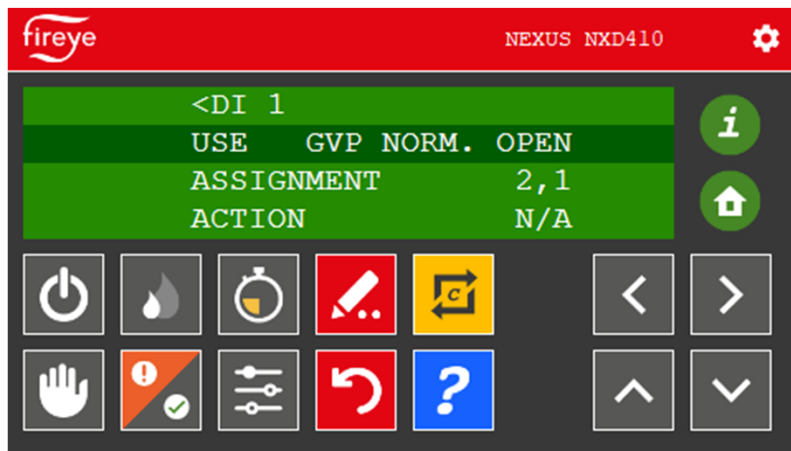 fireye
NEXUS NXD410
<DI 1
USE GVP NORM. OPEN
ASSIGNMENT 2,1
ACTION N/A
i
C
!
?